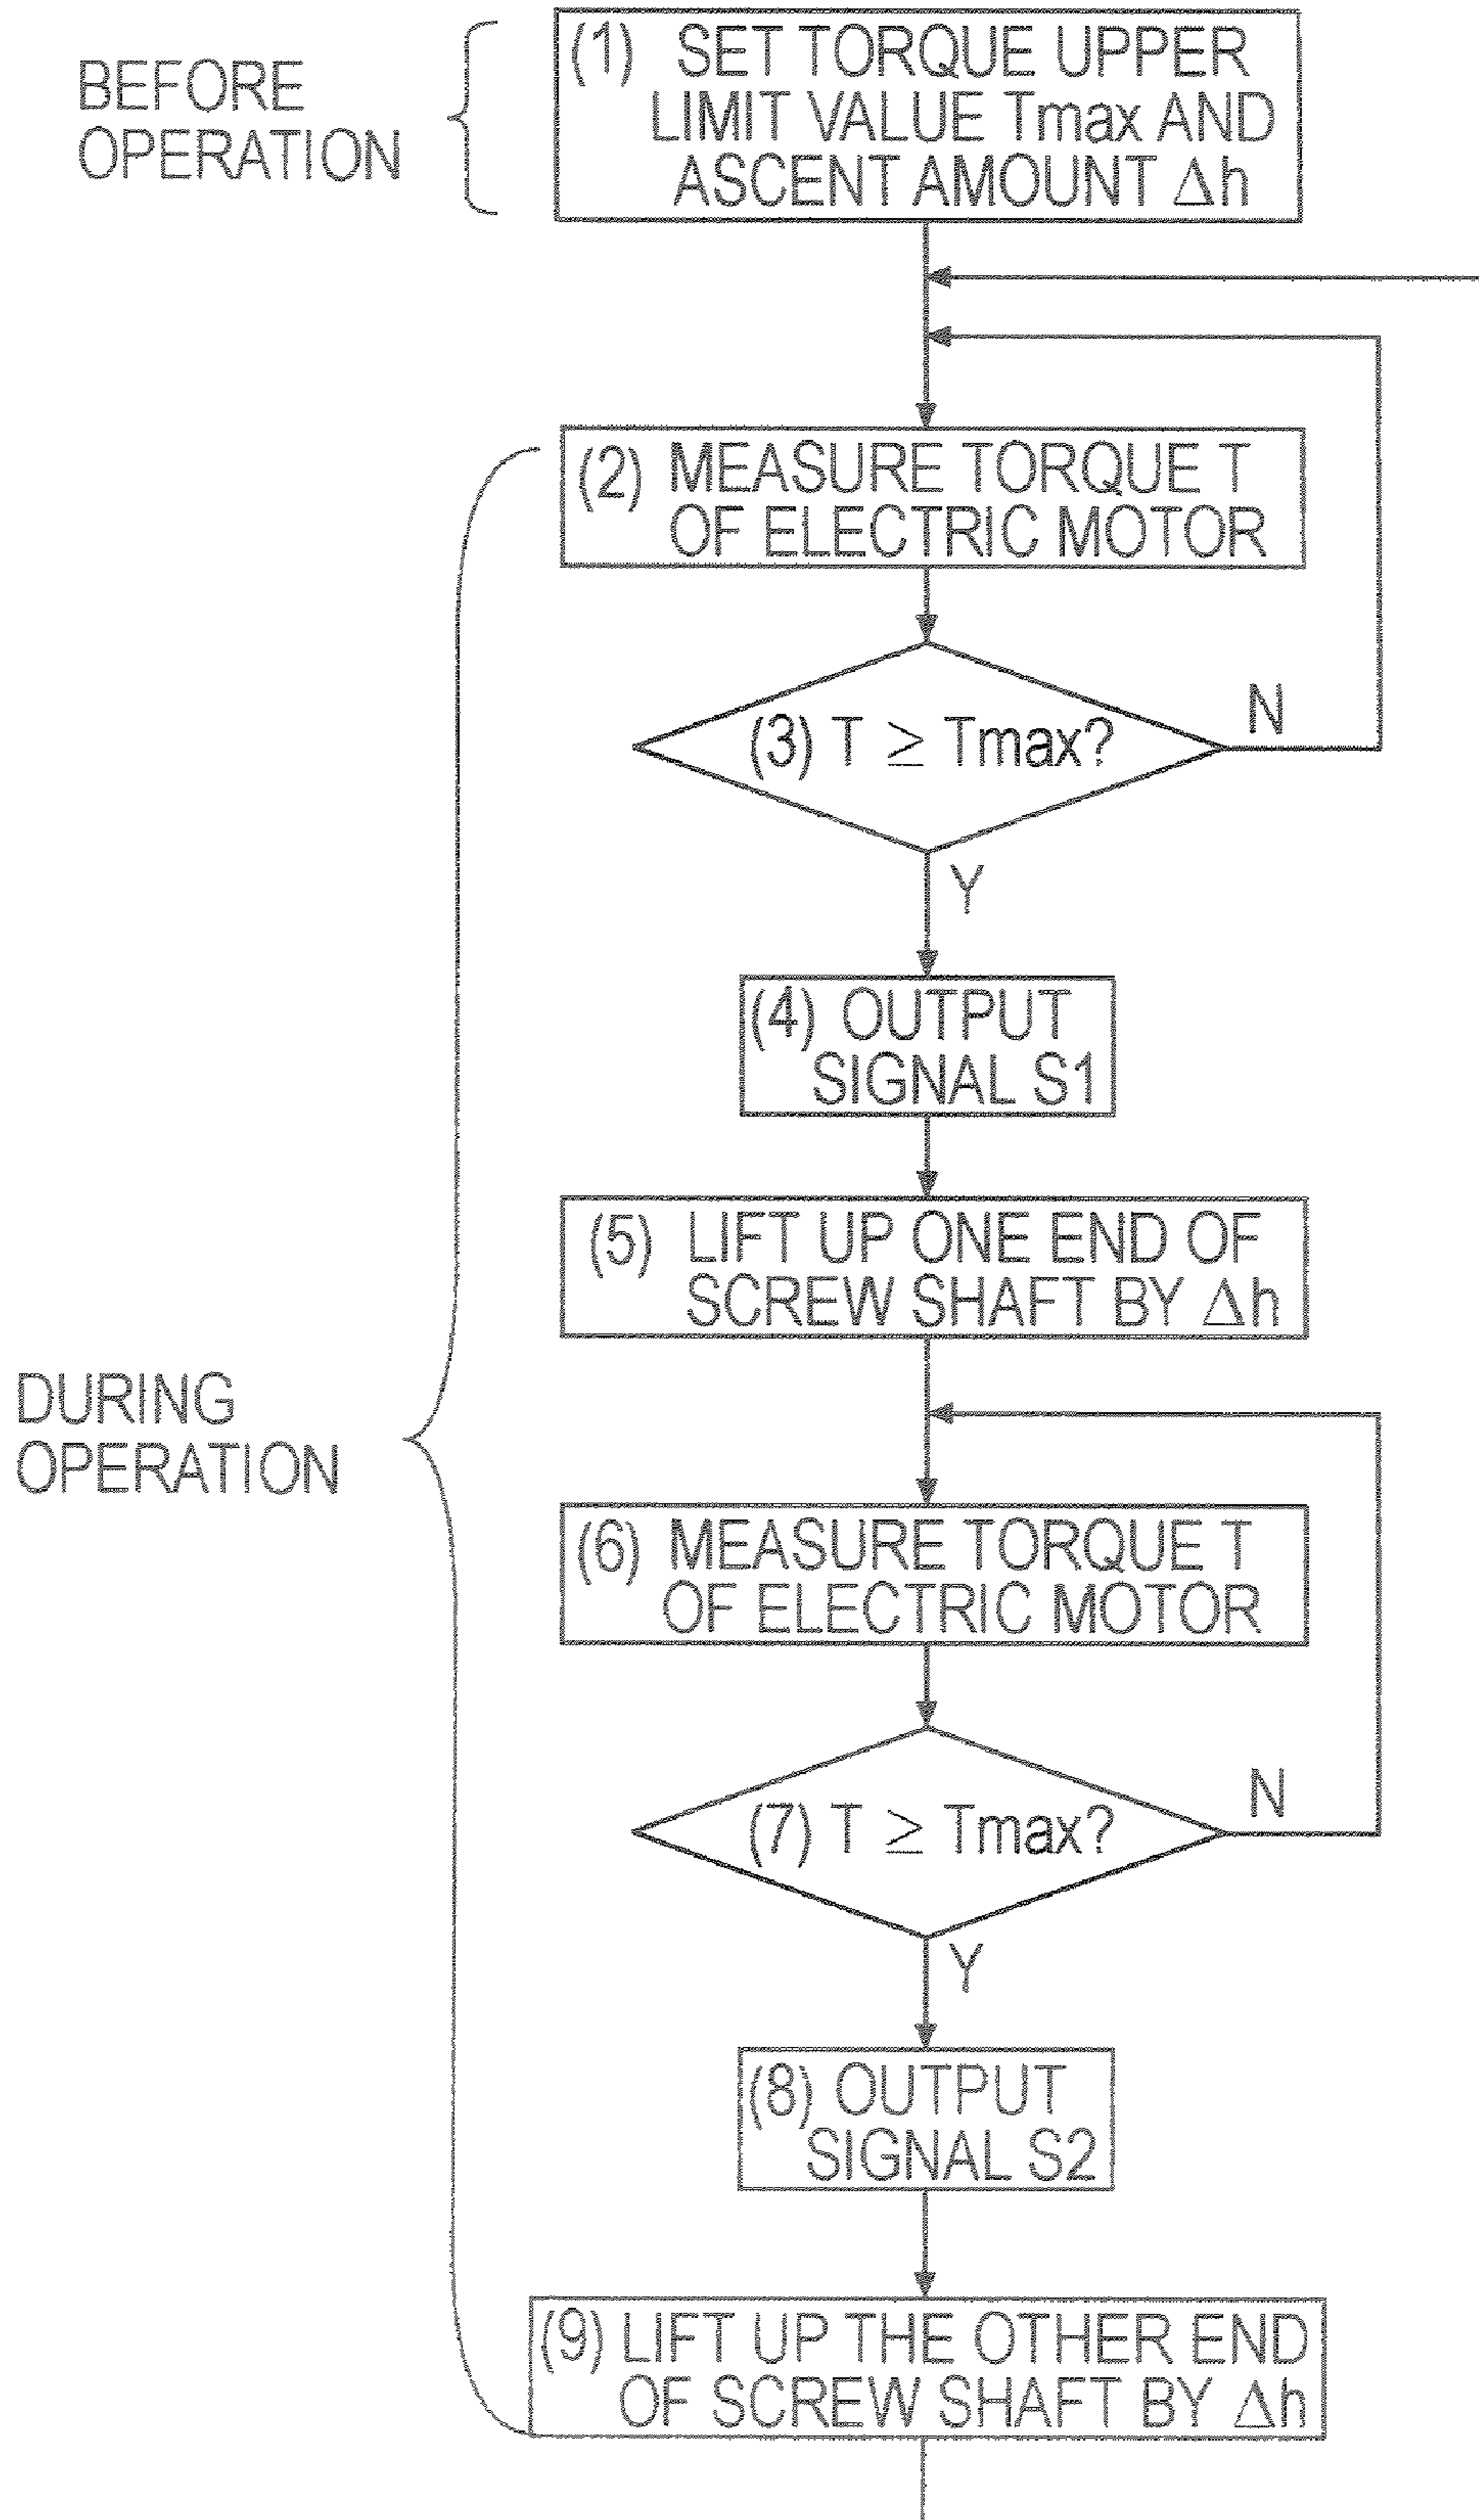 BEFORE
OPERATION
(1) SET TORQUE UPPER
LIMIT VALUE Tmax AND
ASCENT AMOUNT Δh
(2) MEASURE TORQUE T
OF ELECTRIC MOTOR
(3) T ≥ Tmax?
N
Y
(4) OUTPUT
SIGNAL S1
(5) LIFT UP ONE END OF
SCREW SHAFT BY Δh
DURING
OPERATION
(6) MEASURE TORQUE T
OF ELECTRIC MOTOR
(7) T ≥ Tmax?
N
Y
(8) OUTPUT
SIGNAL S2
(9) LIFT UP THE OTHER END
OF SCREW SHAFT BY Δh